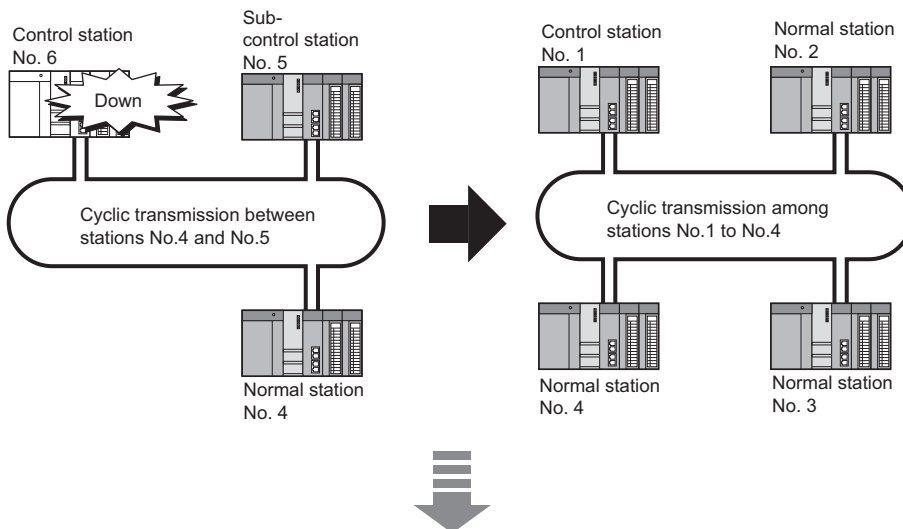 Control station
No. 6
Sub-
control station
No. 5
Down
Cyclic transmission between
stations No.4 and No.5
Normal station
No. 4
Control station
No. 1
Normal station
No. 2
Cyclic transmission among
stations No.1 to No.4
Normal station
No. 4
Normal station
No. 3